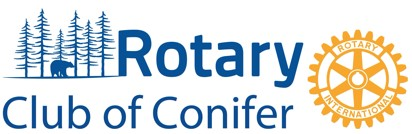 Rotary
Club of Conifer
ROTARY
INTERNATIONAL